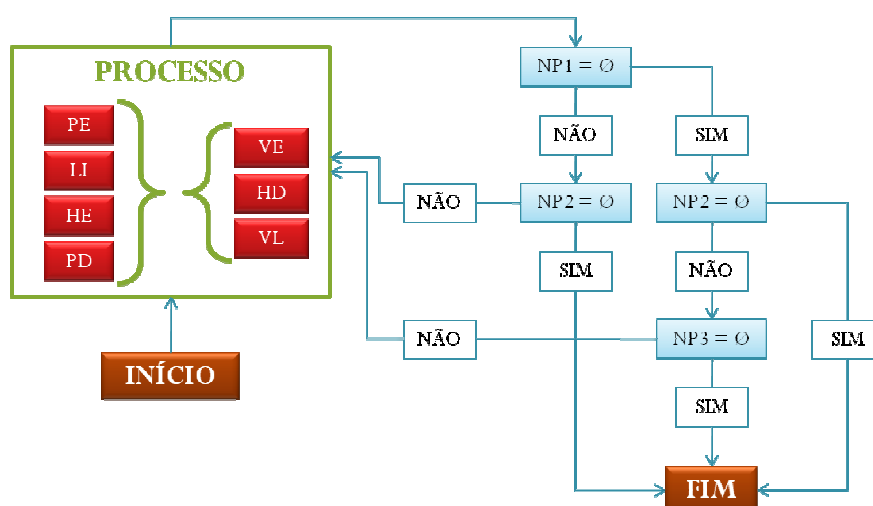 PROCESSO
PE
LI
HE
PD
VE
HD
VL
INÍCIO
NP1 = Ø
NÃO
SIM
NÃO
NP2 = Ø
NP2 = Ø
SIM
NÃO
NÃO
NP3 = Ø
SIM
SIM
FIM